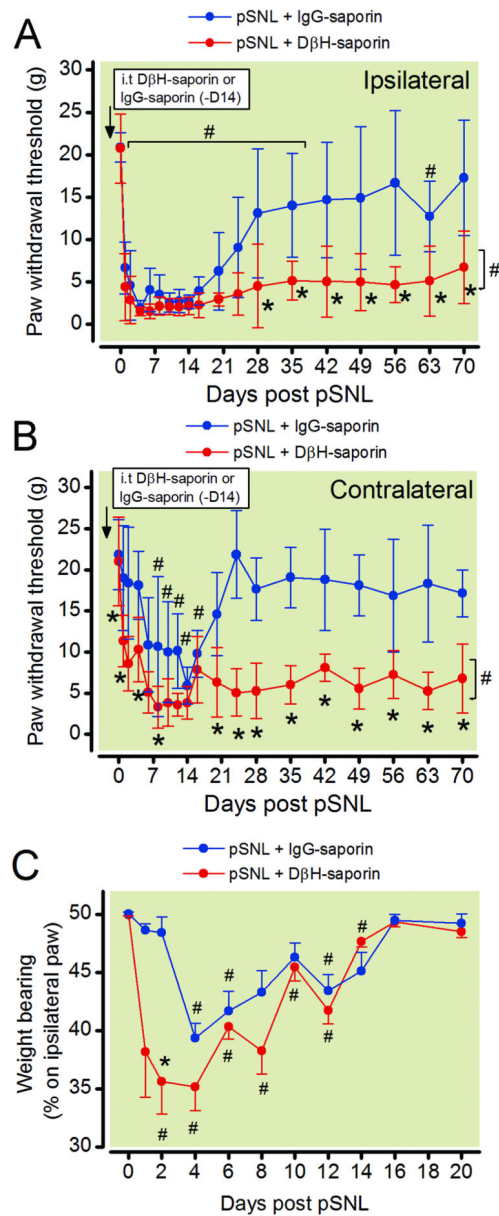 A
pSNL + IgG-saporin
pSNL + DβH-saporin
i.t DβH-saporin or
IgG-saporin (-D14)
Ipsilateral
#
#
#
* * * * * * *
Paw withdrawal threshold (g)
30
25
20
15
10
5
0
0 7 14 21 28 35 42 49 56 63 70
Days post pSNL
B
pSNL + IgG-saporin
pSNL + DβH-saporin
i.t DβH-saporin or
IgG-saporin (-D14)
Contralateral
# # # # #
#
* * * * * * * * * * * *
Paw withdrawal threshold (g)
30
25
20
15
10
5
0
0 7 14 21 28 35 42 49 56 63 70
Days post pSNL
C
pSNL + IgG-saporin
pSNL + DβH-saporin
# # # #
*
# # # # # #
Weight bearing
(% on ipsilateral paw)
50
45
40
35
30
0 2 4 6 8 10 12 14 16 18 20
Days post pSNL